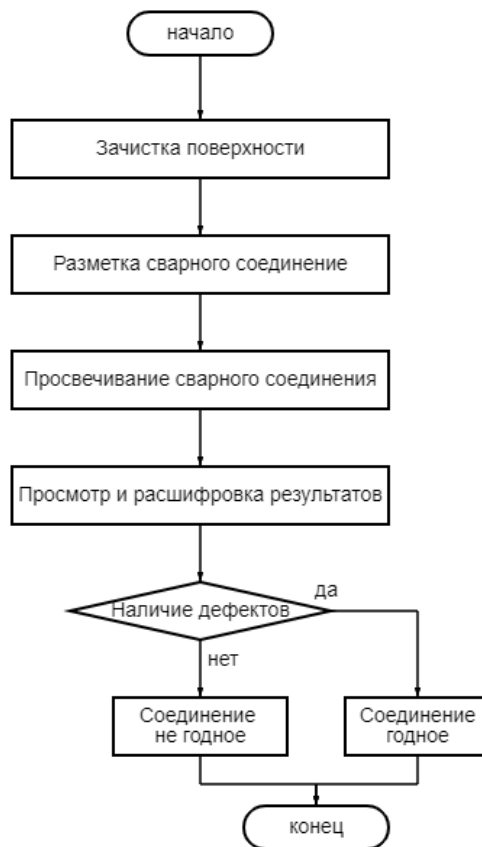 начало
Зачистка поверхности
Разметка сварного соединение
Просвечивание сварного соединения
Просмотр и расшифровка результатов
Наличие дефектов
да
нет
Соединение
не годное
Соединение
годное
конец